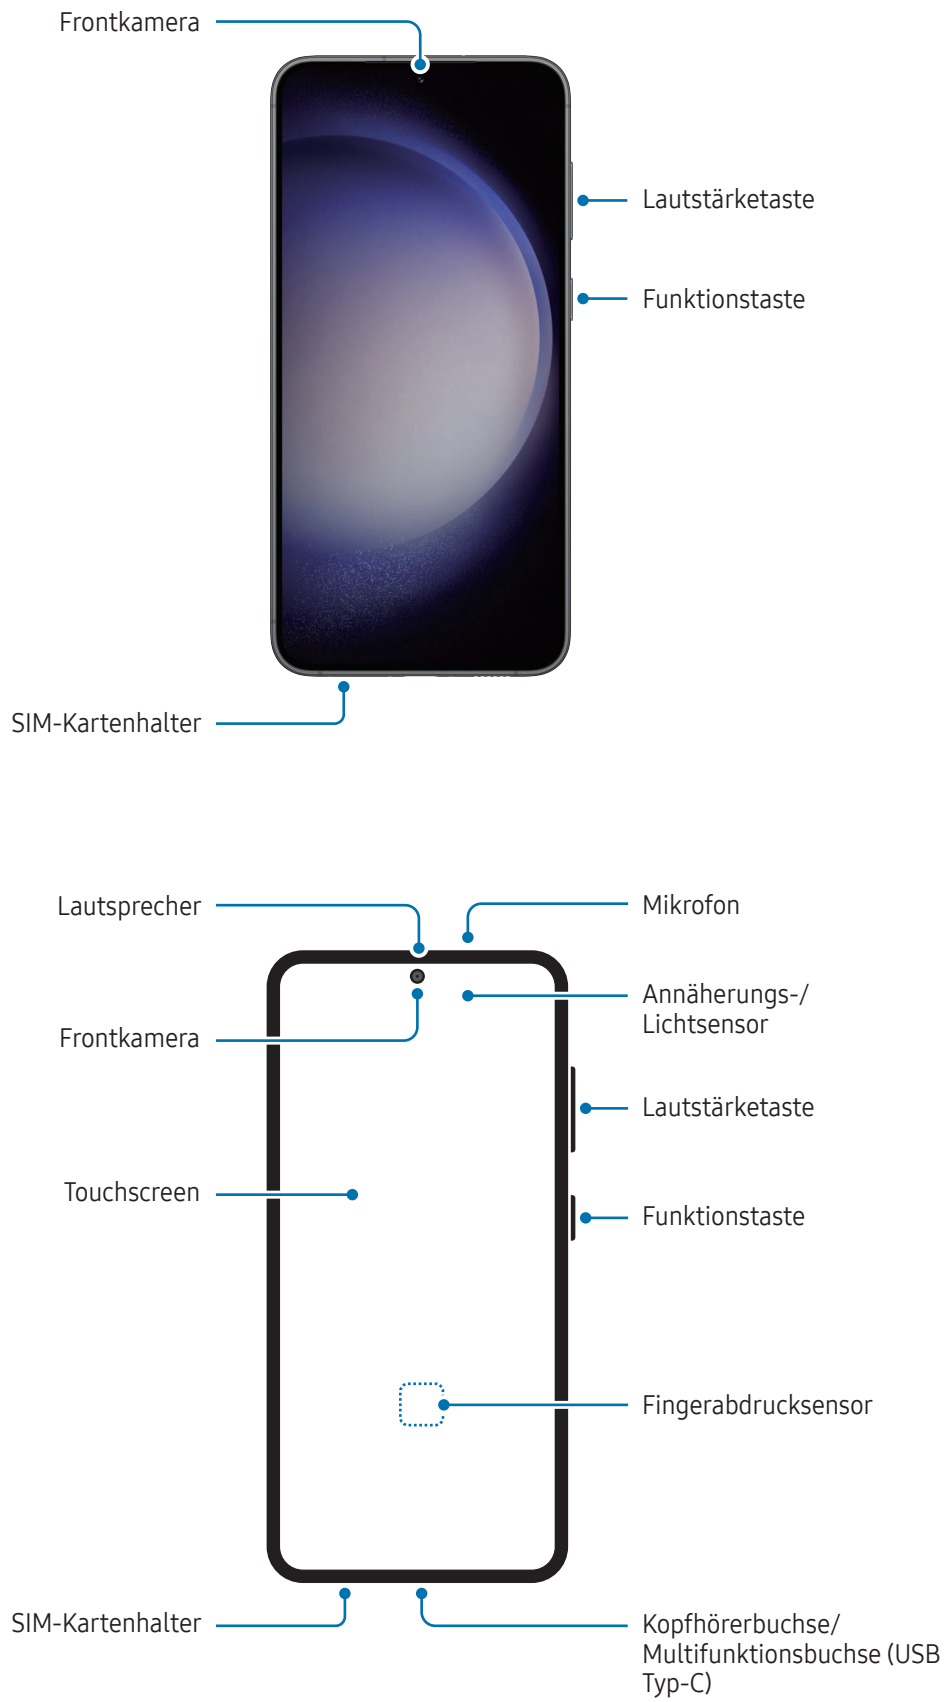 Frontkamera
Lautstärketaste
Funktionstaste
SIM-Kartenhalter
Lautsprecher
Mikrofon
Annäherungs-/
Lichtsensor
Frontkamera
Lautstärketaste
Touchscreen
Funktionstaste
Fingerabdrucksensor
SIM-Kartenhalter
Kopfhörerbuchse/
Multifunktionsbuchse (USB
Typ-C)